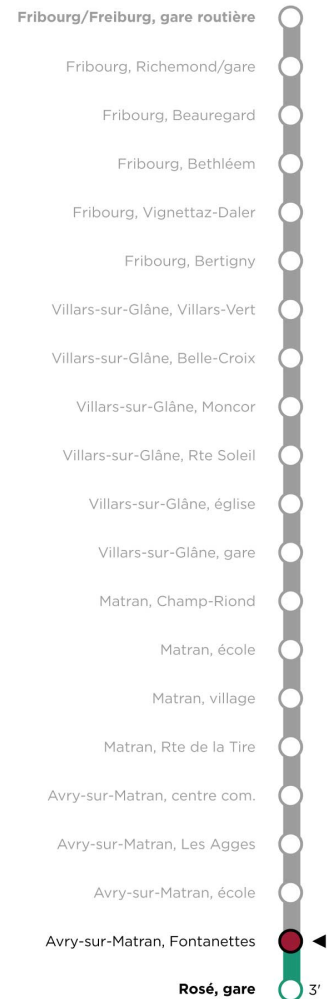 Fribourg/Freiburg, gare routière
Fribourg, Richemond/gare
Fribourg, Beauregard
Fribourg, Bethléem
Fribourg, Vignettaz-Daler
Fribourg, Bertigny
Villars-sur-Glâne, Villars-Vert
Villars-sur-Glâne, Belle-Croix
Villars-sur-Glâne, Moncor
Villars-sur-Glâne, Rte Soleil
Villars-sur-Glâne, église
Villars-sur-Glâne, gare
Matran, Champ-Riond
Matran, école
Matran, village
Matran, Rte de la Tire
Avry-sur-Matran, centre com.
Avry-sur-Matran, Les Agges
Avry-sur-Matran, école
Avry-sur-Matran, Fontanettes
Rosé, gare 3'